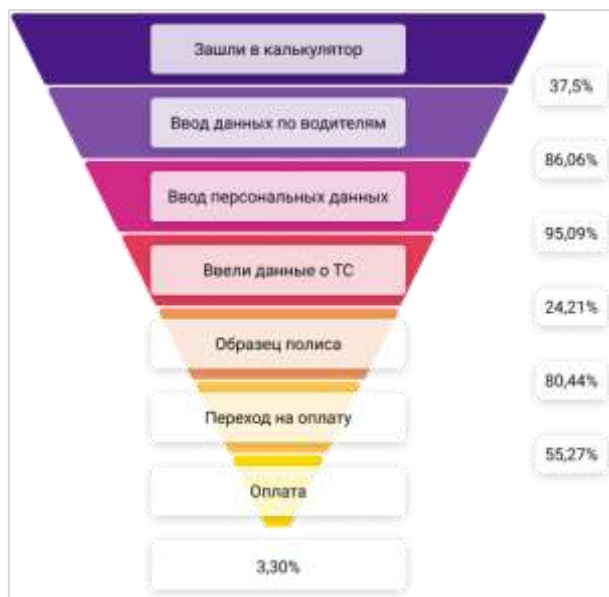 Зашли в калькулятор
37,5%
Ввод данных по водителям
86,06%
Ввод персональных данных
95,09%
Ввели данные о ТС
24,21%
Образец полиса
80,44%
Переход на оплату
55,27%
Оплата
3,30%